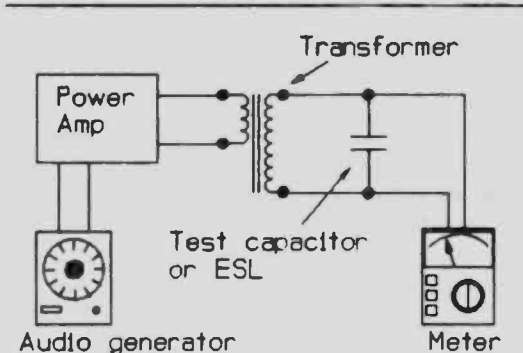 Transformer
Power
Amp
Test capacitor
or ESL
Audio generator
Meter